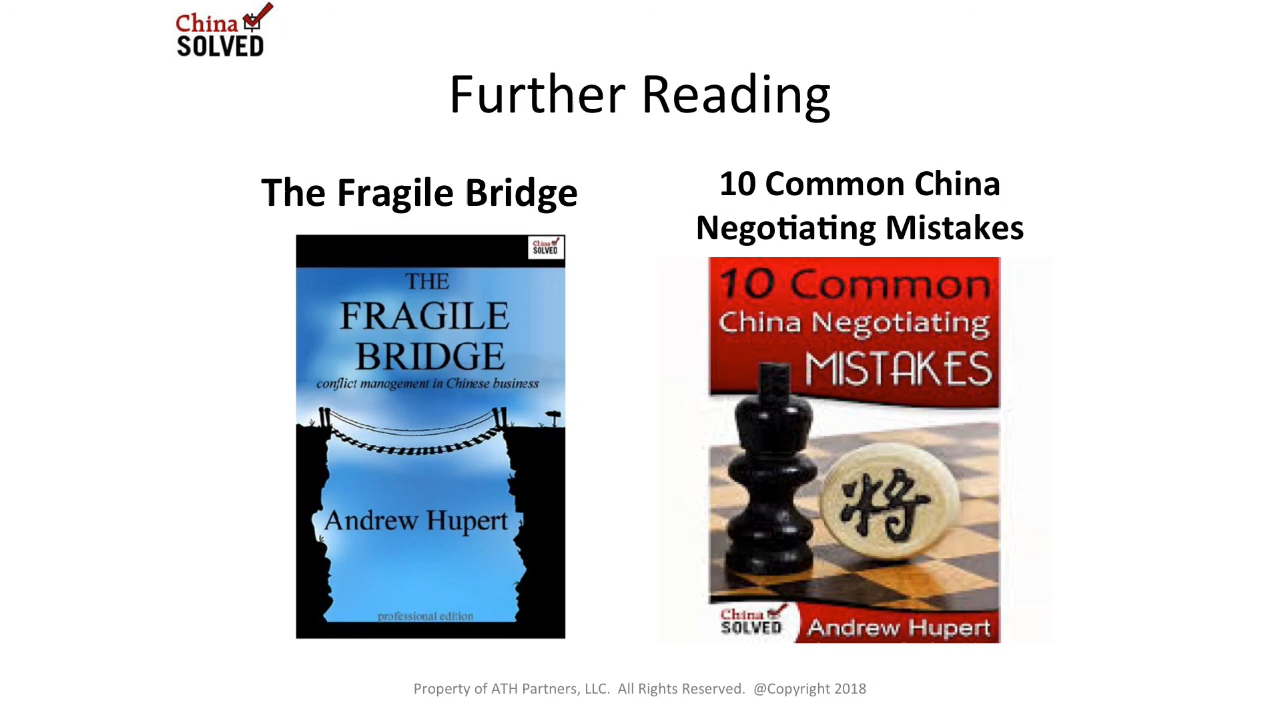 China
SOLVED
Further Reading
The Fragile Bridge
China
SOLVED
THE
FRAGILE
BRIDGE
conflict management in Chinese business
Andrew Hupert
professional edition
10 Common China
Negotiating Mistakes
10 Common
China Negotiating
MISTAKES
将
China
SOLVED
Andrew Hupert
Property of ATH Partners, LLC.  All Rights Reserved.  @Copyright 2018